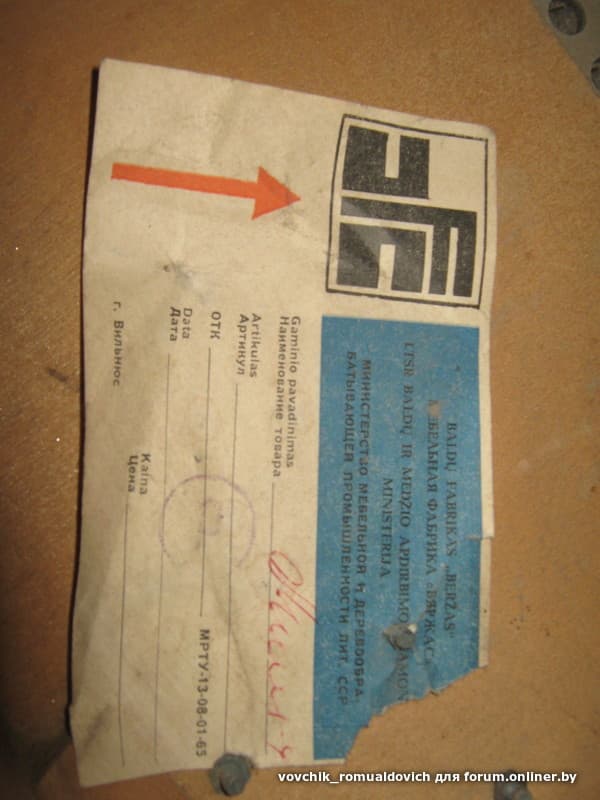 BALDŲ FABRIKAS „BERŽAS"
МЕБЕЛЬНАЯ ФАБРИКА «ВЯРЖАС»
LTSR BALDŲ IR MEDŽIO APDIRBIMO
MINISTERIJA
МИНИСТЕРСТВО МЕБЕЛЬНОЙ И ДЕРЕВООБРА-
БАТЫВАЮЩЕЙ ПРОМЫШЛЕННОСТИ ЛИТ. ССР
Gaminio pavadinimas
Наименование товара
Artikulas
Артикул
ОТК
МРТУ-13-08-01-65
Data
Дата
Kaina
Цена
г. Вильнюс
vovchik_romualdovich для forum.onliner.by